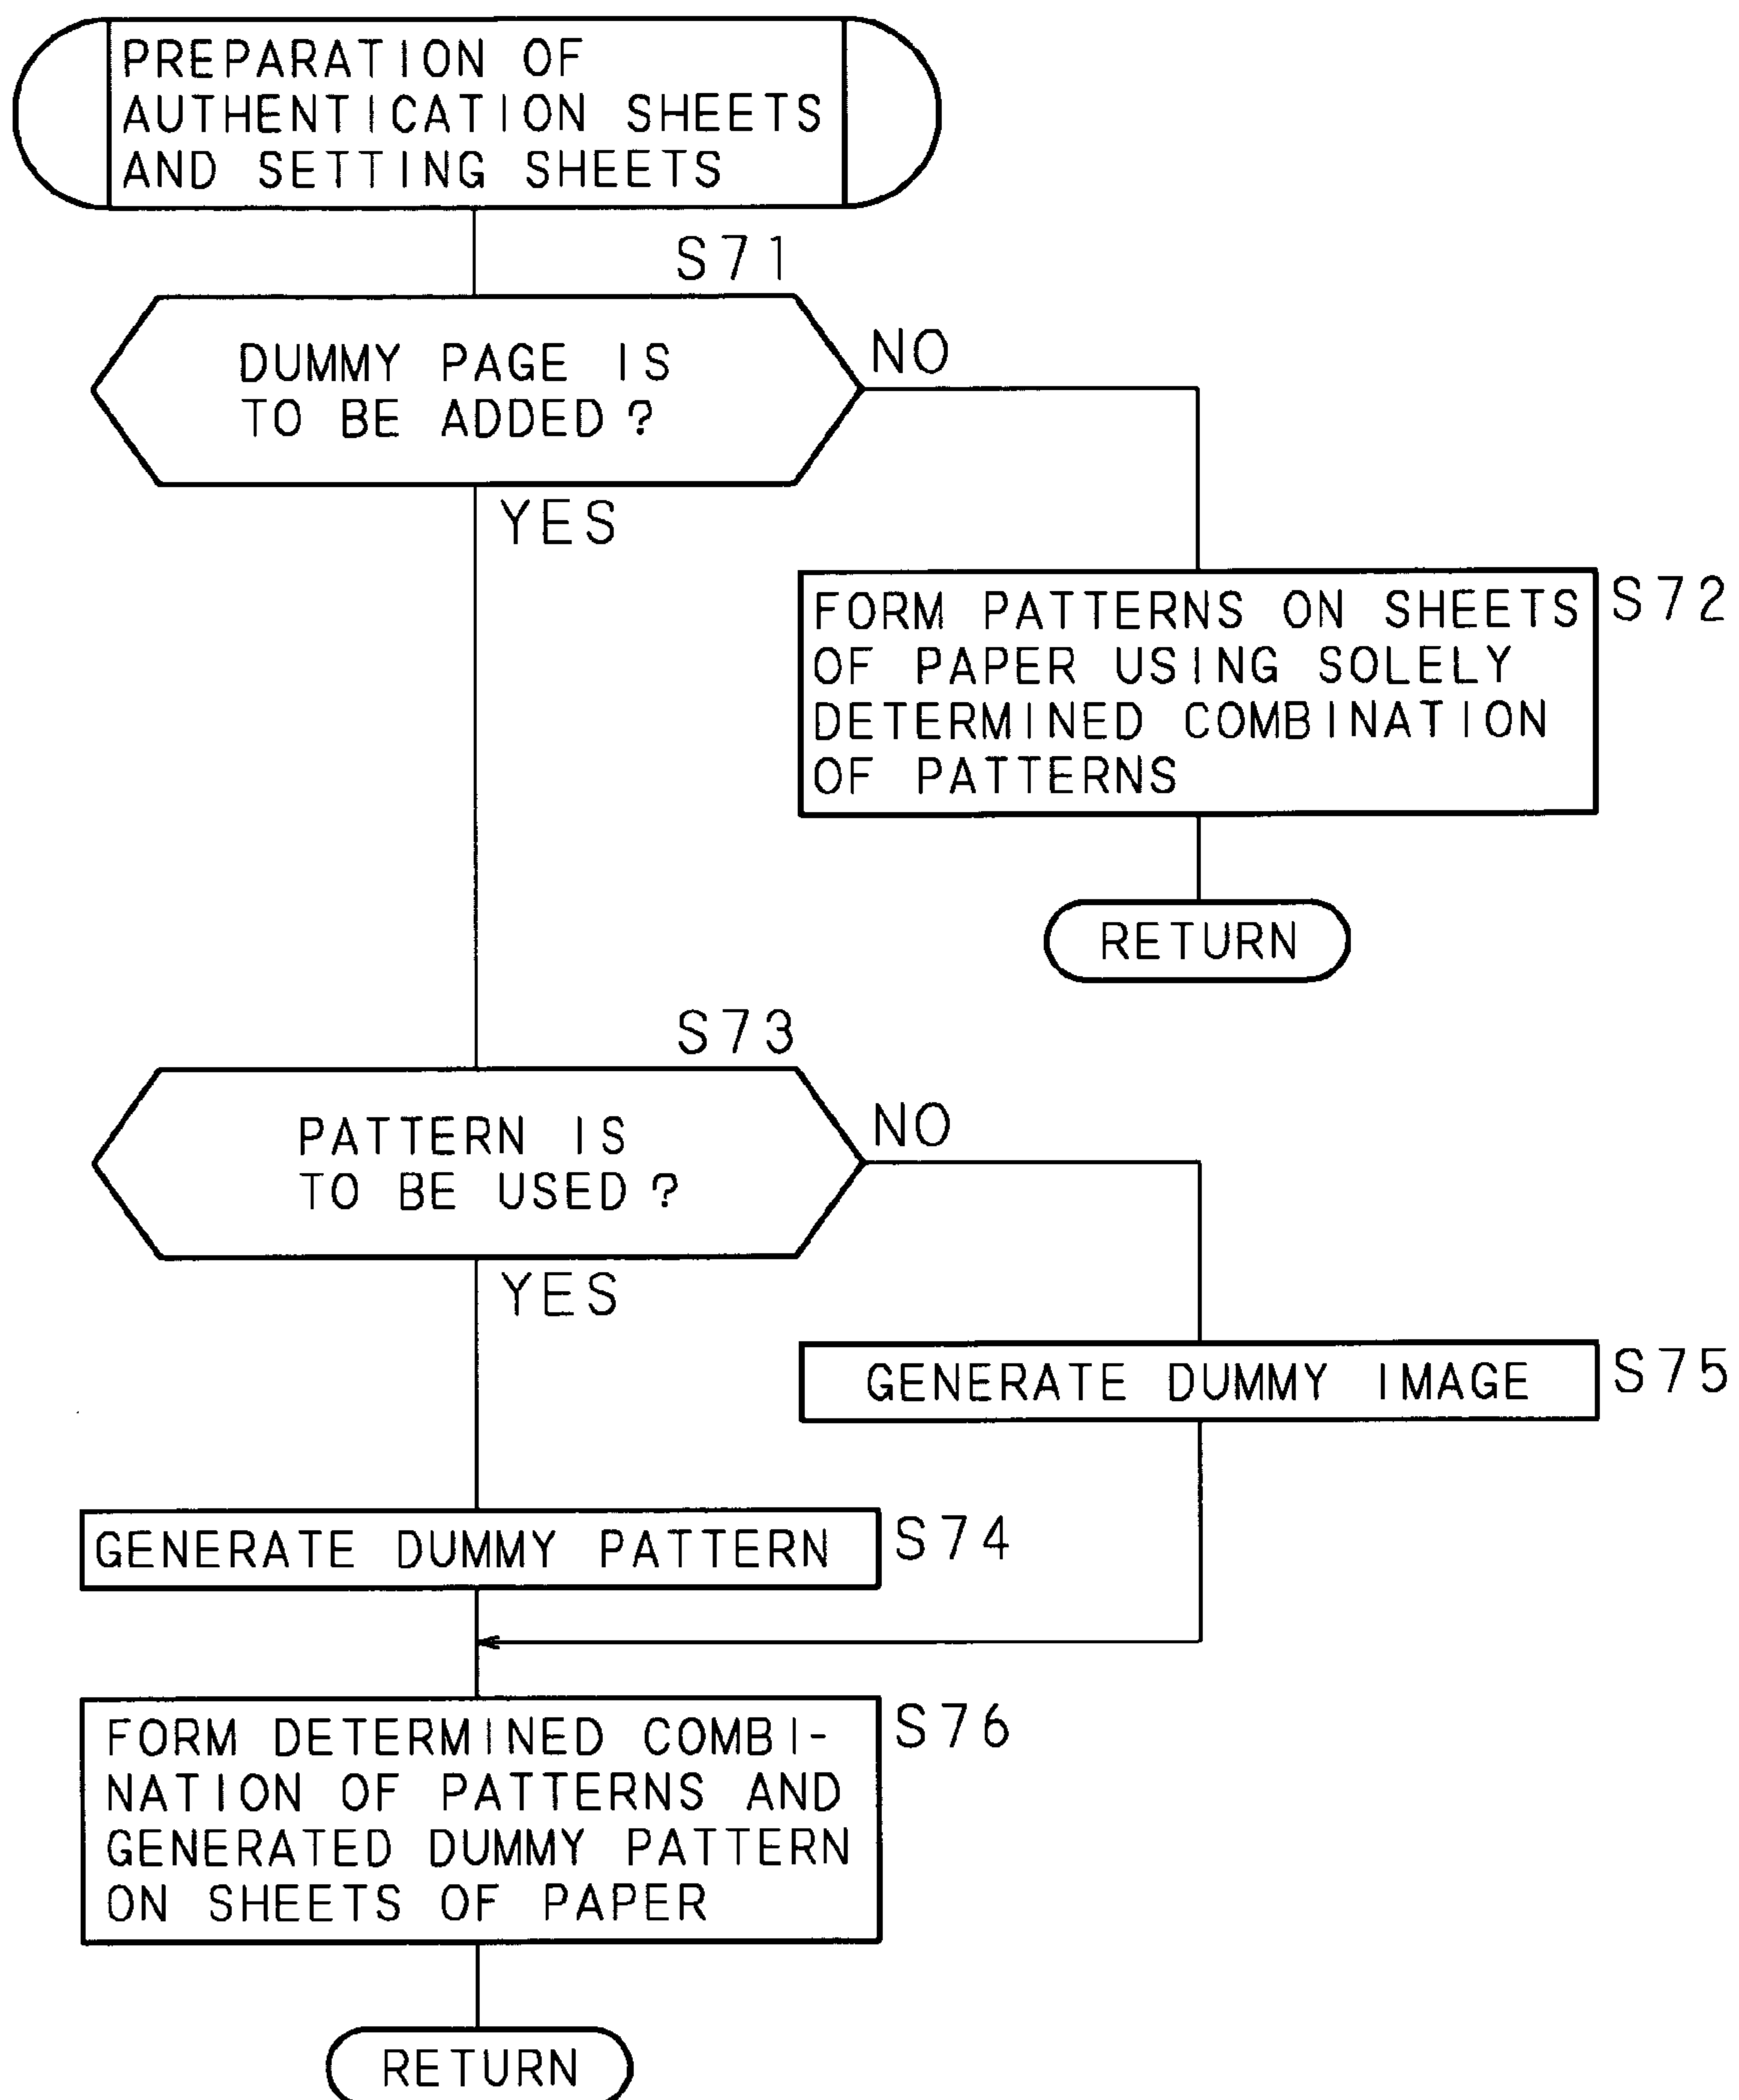 PREPARATION OF
AUTHENTICATION SHEETS
AND SETTING SHEETS
S71
DUMMY PAGE IS
TO BE ADDED?
NO
YES
FORM PATTERNS ON SHEETS
OF PAPER USING SOLELY
DETERMINED COMBINATION
OF PATTERNS
S72
RETURN
S73
PATTERN IS
TO BE USED?
NO
YES
GENERATE DUMMY IMAGE
S75
GENERATE DUMMY PATTERN
S74
FORM DETERMINED COMBI-
NATION OF PATTERNS AND
GENERATED DUMMY PATTERN
ON SHEETS OF PAPER
S76
RETURN